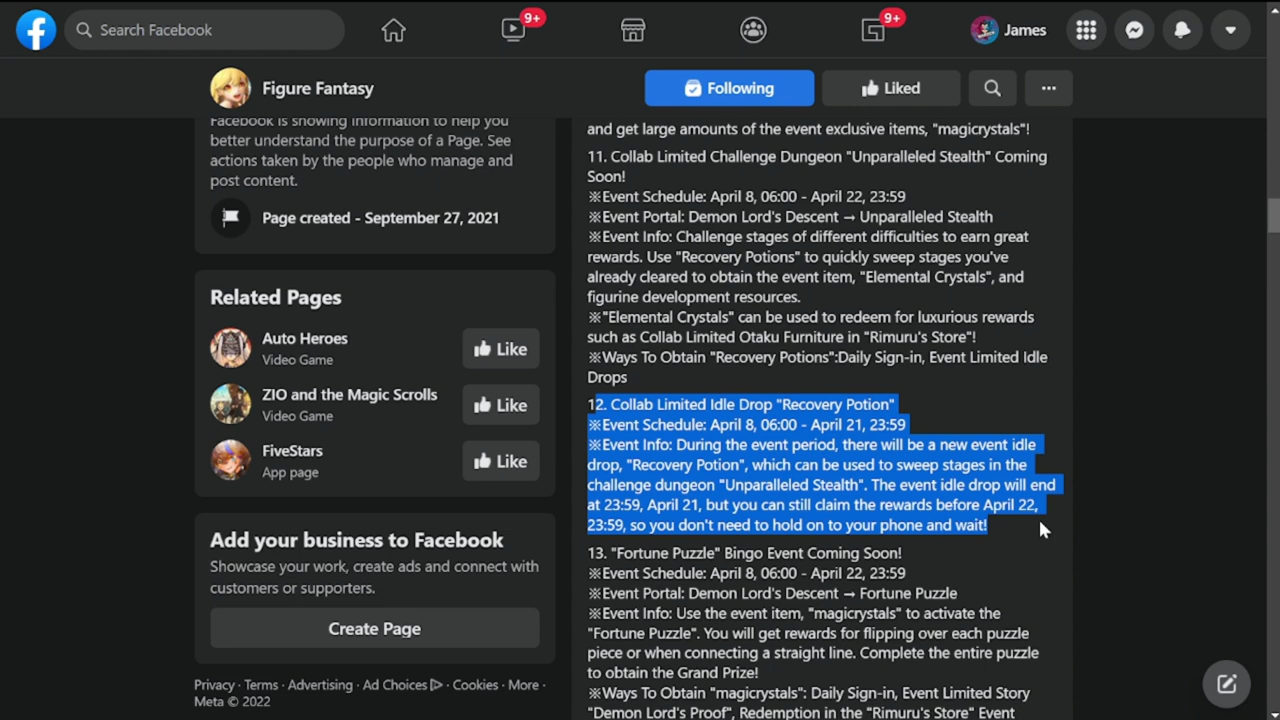 Search Facebook
9+
9+
James
Figure Fantasy
Following
Liked
Facebook is showing information to help you
better understand the purpose of a Page. See
actions taken by the people who manage and
post content.
Page created - September 27, 2021
Related Pages
Auto Heroes
Video Game
Like
ZIO and the Magic Scrolls
Video Game
Like
FiveStars
App page
Like
Add your business to Facebook
Showcase your work, create ads and connect with
customers or supporters.
Create Page
Privacy · Terms · Advertising · Ad Choices · Cookies · More ·
Meta © 2022
and get large amounts of the event exclusive items, "magicrystals"!
11. Collab Limited Challenge Dungeon "Unparalleled Stealth" Coming
Soon!
※Event Schedule: April 8, 06:00 - April 22, 23:59
※Event Portal: Demon Lord's Descent → Unparalleled Stealth
※Event Info: Challenge stages of different difficulties to earn great
rewards. Use "Recovery Potions" to quickly sweep stages you've
already cleared to obtain the event item, "Elemental Crystals", and
figurine development resources.
※"Elemental Crystals" can be used to redeem for luxurious rewards
such as Collab Limited Otaku Furniture in "Rimuru's Store"!
※Ways To Obtain "Recovery Potions":Daily Sign-in, Event Limited Idle
Drops
12. Collab Limited Idle Drop "Recovery Potion"
※Event Schedule: April 8, 06:00 - April 21, 23:59
※Event Info: During the event period, there will be a new event idle
drop, "Recovery Potion", which can be used to sweep stages in the
challenge dungeon "Unparalleled Stealth". The event idle drop will end
at 23:59, April 21, but you can still claim the rewards before April 22,
23:59, so you don't need to hold on to your phone and wait!
13. "Fortune Puzzle" Bingo Event Coming Soon!
※Event Schedule: April 8, 06:00 - April 22, 23:59
※Event Portal: Demon Lord's Descent → Fortune Puzzle
※Event Info: Use the event item, "magicrystals" to activate the
"Fortune Puzzle". You will get rewards for flipping over each puzzle
piece or when connecting a straight line. Complete the entire puzzle
to obtain the Grand Prize!
※Ways To Obtain "magicrystals": Daily Sign-in, Event Limited Story
"Demon Lord's Proof", Redemption in the "Rimuru's Store" Event